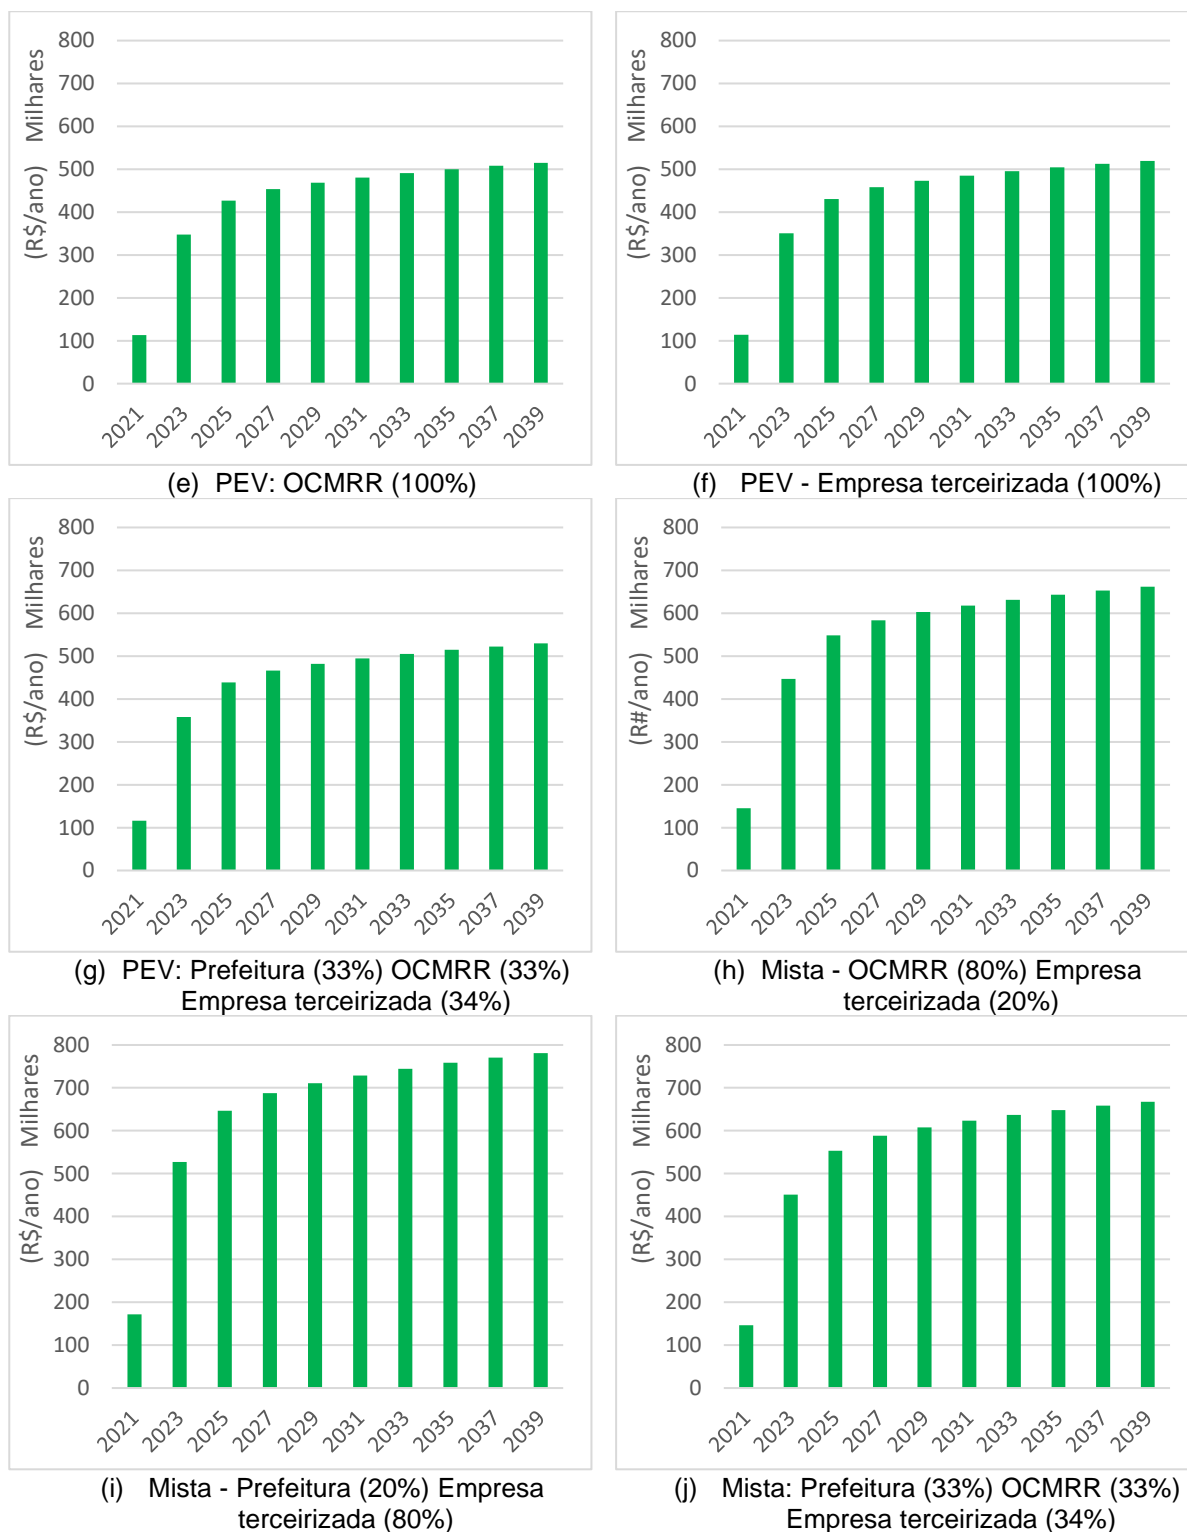 800
700
600
500
400
300
200
100
0
(R$/ano) Milhares
2021 2023 2025 2027 2029 2031 2033 2035 2037 2039
(e) PEV: OCMRR (100%)
800
700
600
500
400
300
200
100
0
(R$/ano) Milhares
2021 2023 2025 2027 2029 2031 2033 2035 2037 2039
(f) PEV - Empresa terceirizada (100%)
800
700
600
500
400
300
200
100
0
(R$/ano) Milhares
2021 2023 2025 2027 2029 2031 2033 2035 2037 2039
(g) PEV: Prefeitura (33%) OCMRR (33%)
Empresa terceirizada (34%)
800
700
600
500
400
300
200
100
0
(R#/ano) Milhares
2021 2023 2025 2027 2029 2031 2033 2035 2037 2039
(h) Mista - OCMRR (80%) Empresa
terceirizada (20%)
800
700
600
500
400
300
200
100
0
(R$/ano) Milhares
2021 2023 2025 2027 2029 2031 2033 2035 2037 2039
(i) Mista - Prefeitura (20%) Empresa
terceirizada (80%)
800
700
600
500
400
300
200
100
0
(R$/ano) Milhares
2021 2023 2025 2027 2029 2031 2033 2035 2037 2039
(j) Mista: Prefeitura (33%) OCMRR (33%)
Empresa terceirizada (34%)